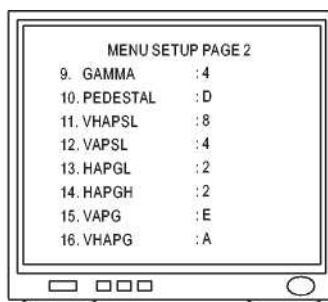 MENU SETUP PAGE 2
9. GAMMA : 4
10. PEDESTAL : D
11. VHAPSL : 8
12. VAPSL : 4
13. HAPGL : 2
14. HAPGH : 2
15. VAPG : E
16. VHAPG : A